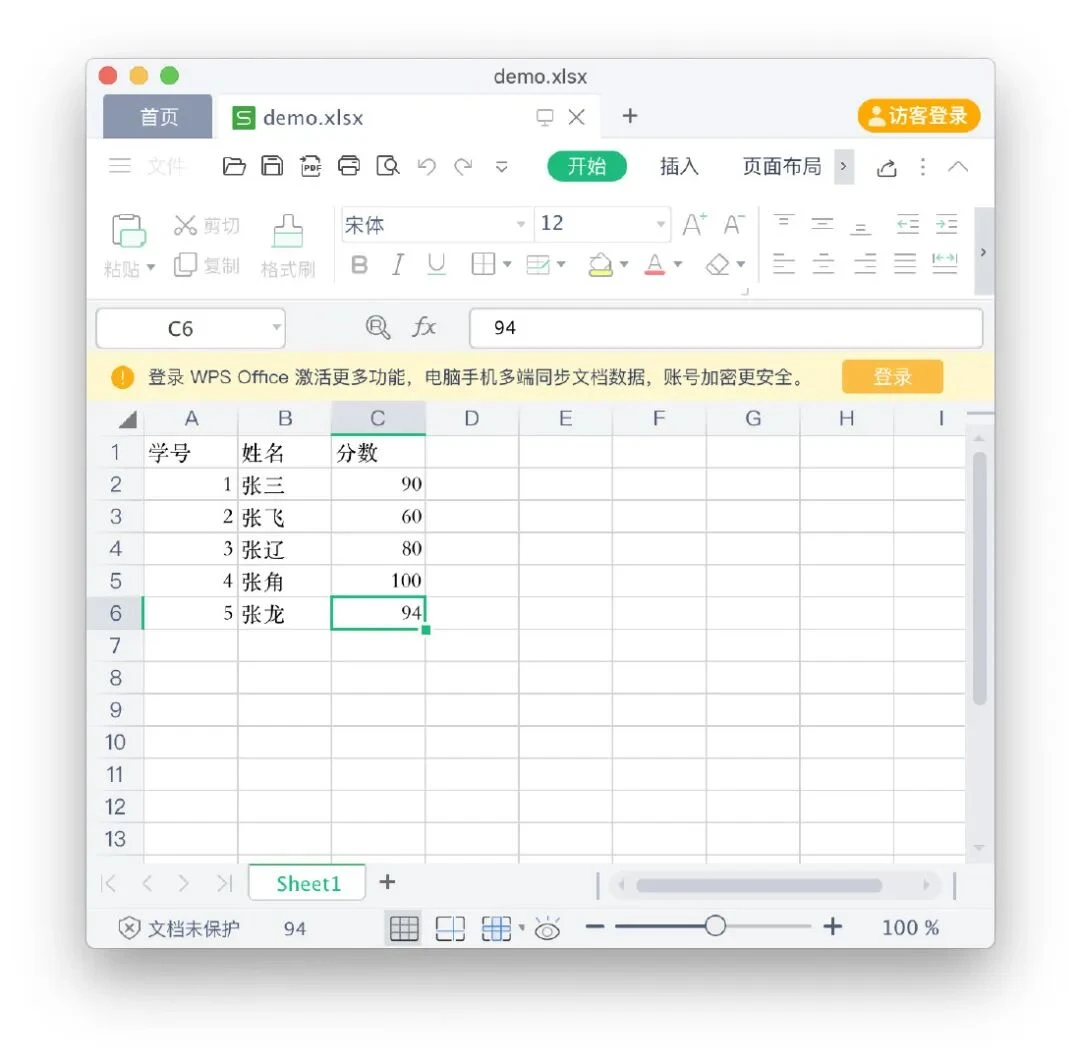 demo.xlsx
首页 S demo.xlsx + 访客登录
文件 PDF 开始 插入 页面布局
剪切 宋体 12 A+ A-
粘贴 复制 格式刷 B I U A
C6 fx 94
! 登录 WPS Office 激活更多功能，电脑手机多端同步文档数据，账号加密更安全。 登录
A B C D E F G H I
1 学号 姓名 分数
2 1 张三 90
3 2 张飞 60
4 3 张辽 80
5 4 张角 100
6 5 张龙 94
7
8
9
10
11
12
13
Sheet1 +
文档未保护 94 100 %